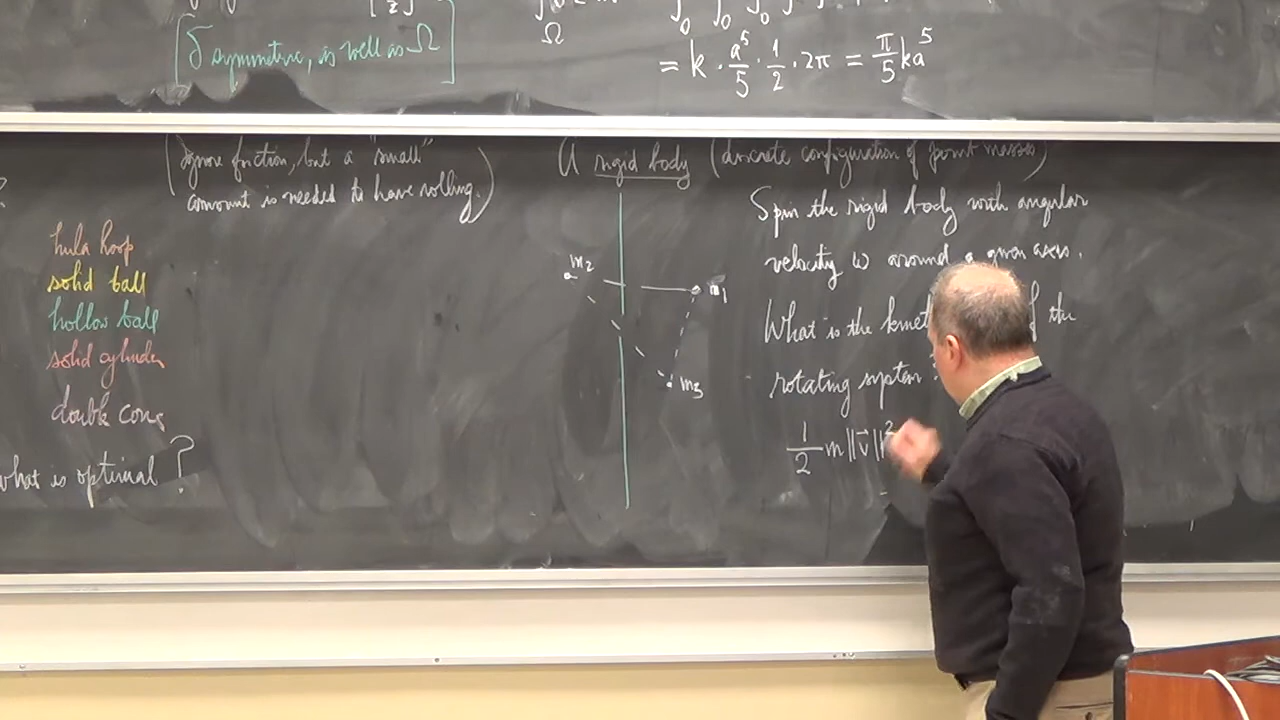 [δ symmetric, is well as Ω]
Ω
= k · a⁵/5 · 1/2 · 2π = π/5 ka⁵
(Ignore friction, but a "small"
amount is needed to have rolling.)
hula hoop
solid ball
hollow ball
solid cylinder
double cone
what is optimal?
A rigid body (discrete configuration of point masses)
m₂
m₁
m₃
Spin the rigid body with angular
velocity ω around a given axis.
What is the
the
rotating system
1/2 m||v⃗||²